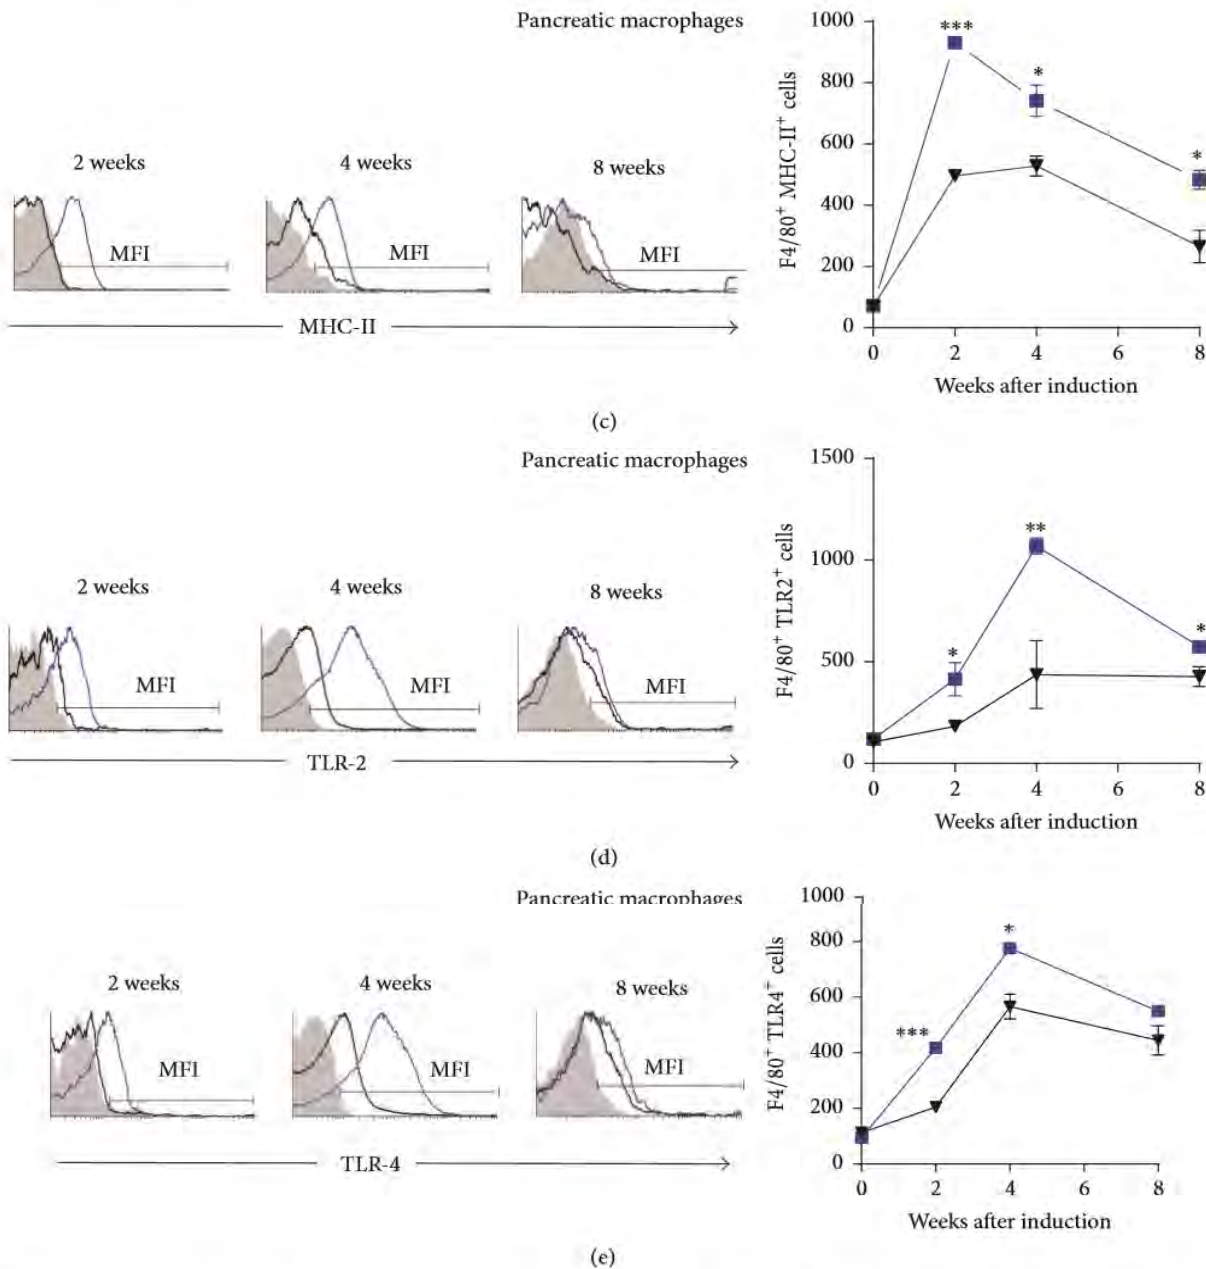 Pancreatic macrophages
2 weeks
4 weeks
8 weeks
MFI
MFI
MFI
MHC-II
1000
800
600
400
200
0
F4/80⁺ MHC-II⁺ cells
***
*
*
0 2 4 6 8
Weeks after induction
(c)
Pancreatic macrophages
2 weeks
4 weeks
8 weeks
MFI
MFI
MFI
TLR-2
1500
1000
500
0
F4/80⁺ TLR2⁺ cells
*
**
*
0 2 4 6 8
Weeks after induction
(d)
Pancreatic macrophages
2 weeks
4 weeks
8 weeks
MFI
MFI
MFI
TLR-4
1000
800
600
400
200
0
F4/80⁺ TLR4⁺ cells
***
*
0 2 4 6 8
Weeks after induction
(e)